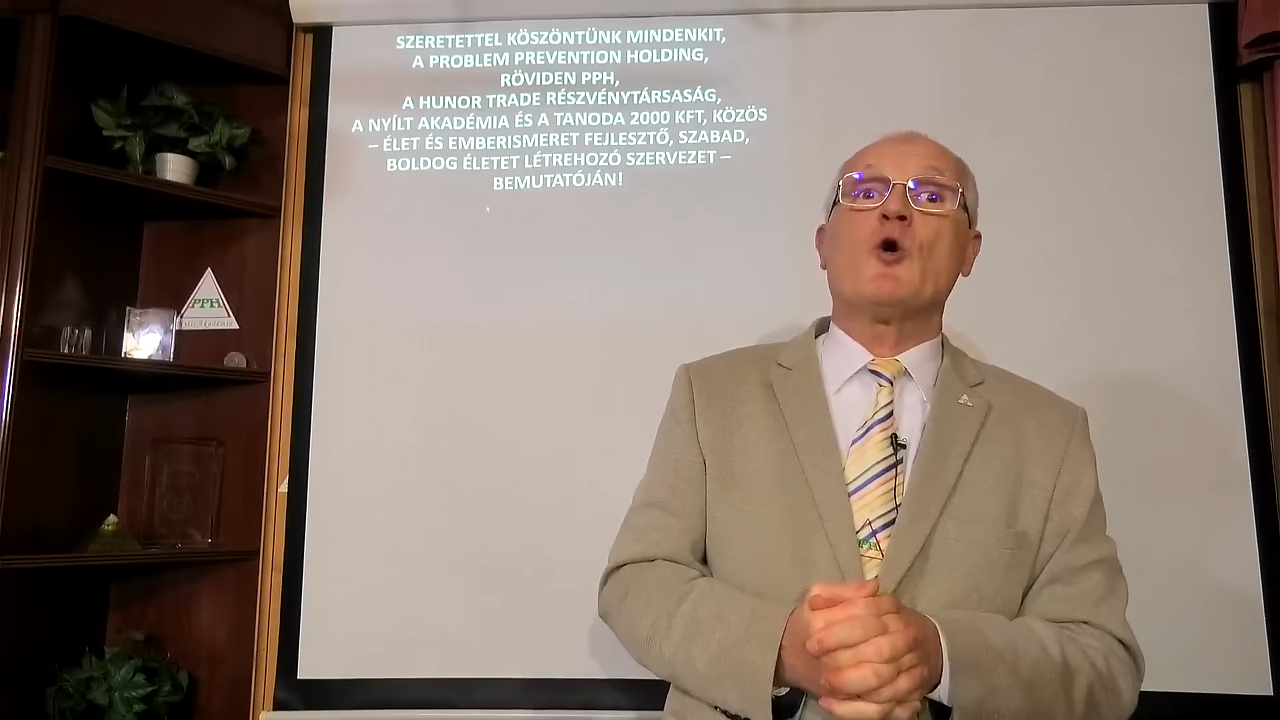 SZERETETTEL KÖSZÖNTÜNK MINDENKIT,
A PROBLEM PREVENTION HOLDING,
RÖVIDEN PPH,
A HUNOR TRADE RÉSZVÉNYTÁRSASÁG,
A NYÍLT AKADÉMIA ÉS A TANODA 2000 KFT, KÖZÖS
– ÉLET ÉS EMBERISMERET FEJLESZTŐ, SZABAD,
BOLDOG ÉLETET LÉTREHOZÓ SZERVEZET –
BEMUTATÓJÁN!
PPH
PPH